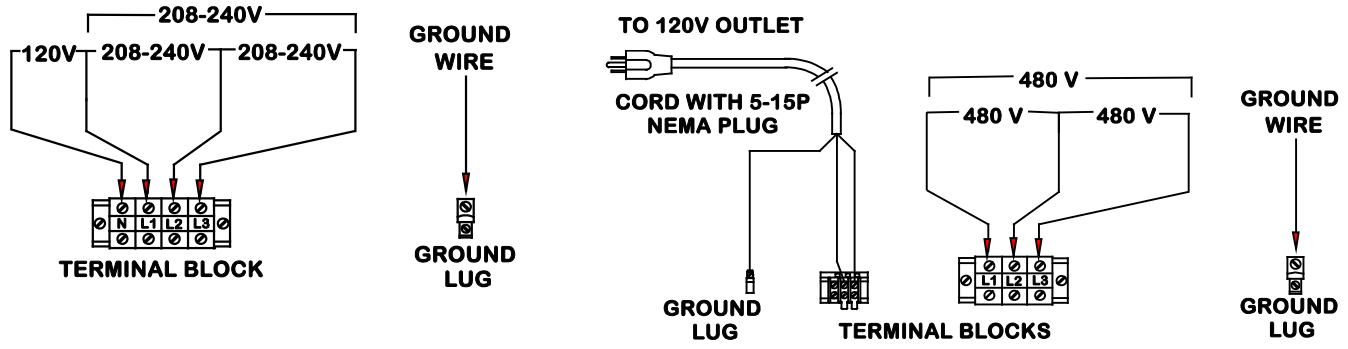 208-240V
120V 208-240V 208-240V
N L1 L2 L3
TERMINAL BLOCK
GROUND
WIRE
GROUND
LUG
TO 120V OUTLET
CORD WITH 5-15P
NEMA PLUG
GROUND
LUG
TERMINAL BLOCKS
480 V
480 V 480 V
L1 L2 L3
GROUND
WIRE
GROUND
LUG